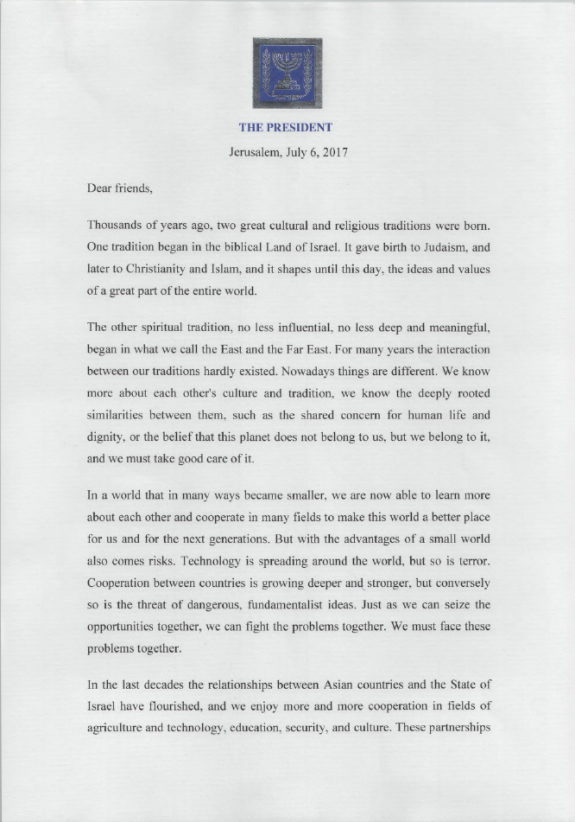 THE PRESIDENT
Jerusalem, July 6, 2017
Dear friends,
Thousands of years ago, two great cultural and religious traditions were born.
One tradition began in the biblical Land of Israel. It gave birth to Judaism, and
later to Christianity and Islam, and it shapes until this day, the ideas and values
of a great part of the entire world.
The other spiritual tradition, no less influential, no less deep and meaningful,
began in what we call the East and the Far East. For many years the interaction
between our traditions hardly existed. Nowadays things are different. We know
more about each other's culture and tradition, we know the deeply rooted
similarities between them, such as the shared concern for human life and
dignity, or the belief that this planet does not belong to us, but we belong to it,
and we must take good care of it.
In a world that in many ways became smaller, we are now able to learn more
about each other and cooperate in many fields to make this world a better place
for us and for the next generations. But with the advantages of a small world
also comes risks. Technology is spreading around the world, but so is terror.
Cooperation between countries is growing deeper and stronger, but conversely
so is the threat of dangerous, fundamentalist ideas. Just as we can seize the
opportunities together, we can fight the problems together. We must face these
problems together.
In the last decades the relationships between Asian countries and the State of
Israel have flourished, and we enjoy more and more cooperation in fields of
agriculture and technology, education, security, and culture. These partnerships